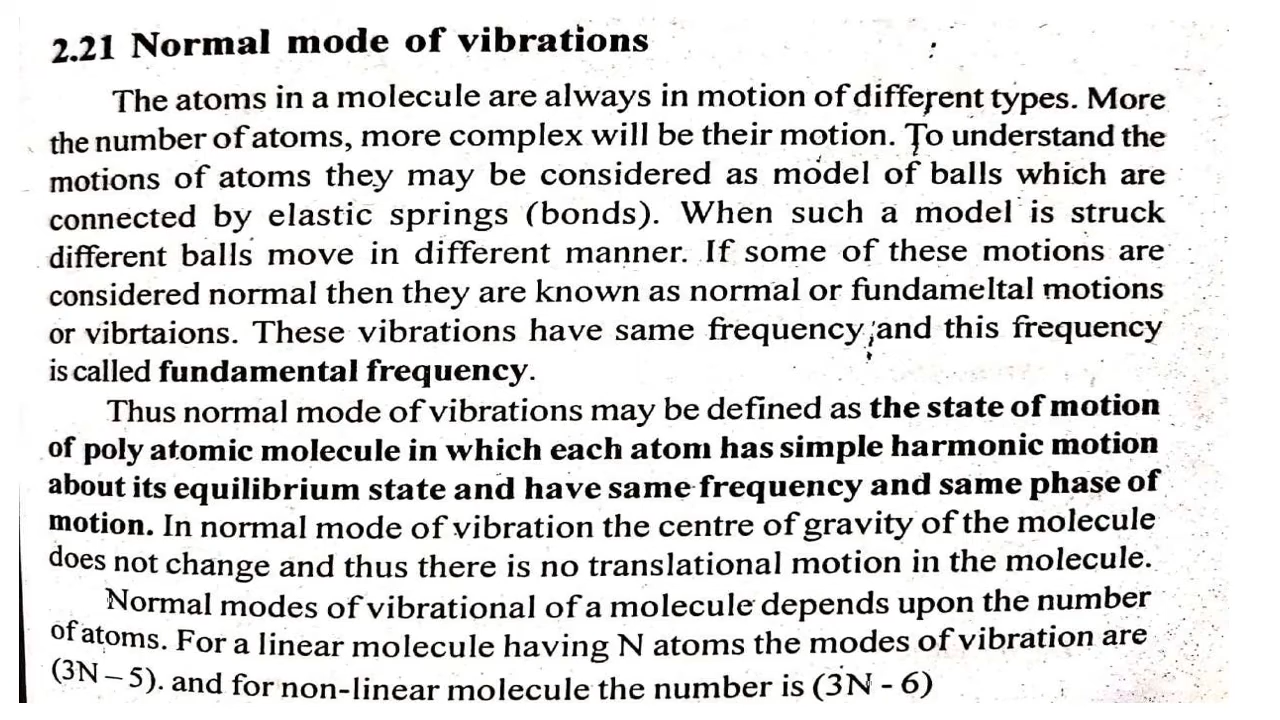 2.21 Normal mode of vibrations
The atoms in a molecule are always in motion of different types. More
the number of atoms, more complex will be their motion. To understand the
motions of atoms they may be considered as model of balls which are
connected by elastic springs (bonds). When such a model is struck
different balls move in different manner. If some of these motions are
considered normal then they are known as normal or fundameltal motions
or vibrtaions. These vibrations have same frequency and this frequency
is called fundamental frequency.
Thus normal mode of vibrations may be defined as the state of motion
of poly atomic molecule in which each atom has simple harmonic motion
about its equilibrium state and have same frequency and same phase of
motion. In normal mode of vibration the centre of gravity of the molecule
does not change and thus there is no translational motion in the molecule.
Normal modes of vibrational of a molecule depends upon the number
of atoms. For a linear molecule having N atoms the modes of vibration are
(3N – 5). and for non-linear molecule the number is (3N - 6)